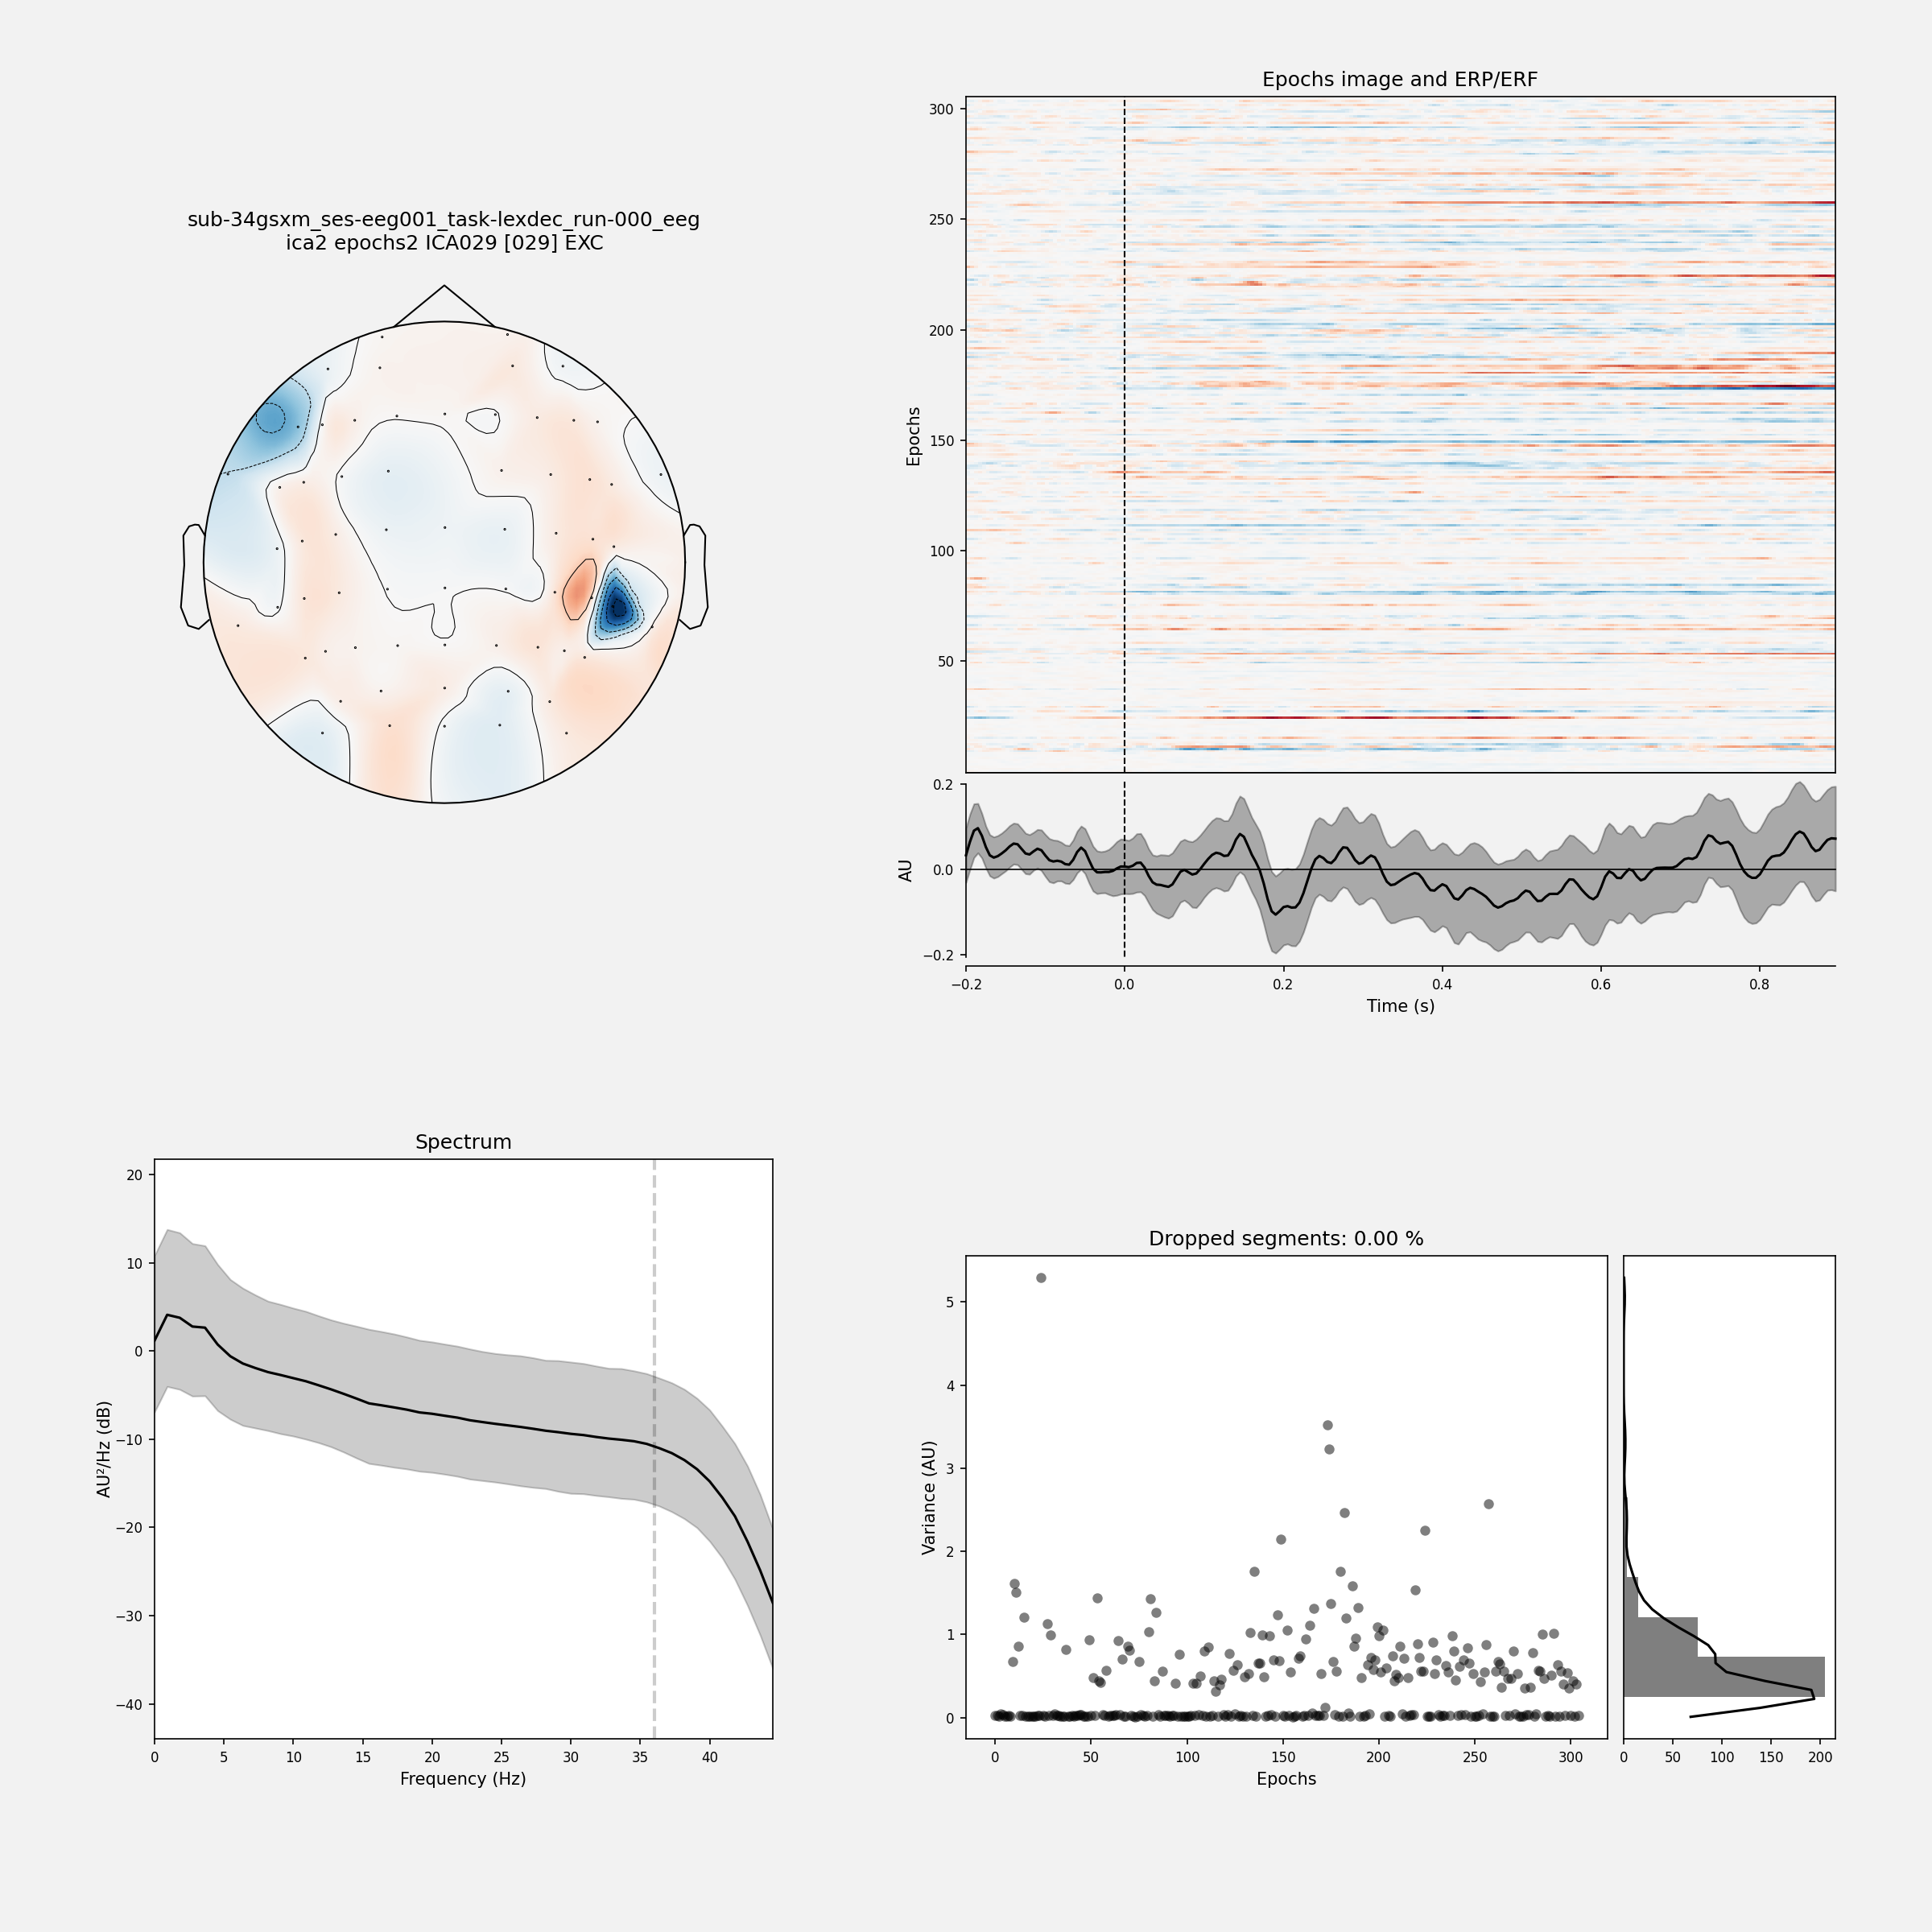 sub-34gsxm_ses-eeg001_task-lexdec_run-000_eeg
ica2 epochs2 ICA029 [029] EXC
Epochs image and ERP/ERF
300
250
200
150
100
50
Epochs
0.2
0.0
−0.2
AU
−0.2 0.0 0.2 0.4 0.6 0.8
Time (s)
Spectrum
20
10
0
−10
−20
−30
−40
AU²/Hz (dB)
0 5 10 15 20 25 30 35 40
Frequency (Hz)
Dropped segments: 0.00 %
5
4
3
2
1
0
Variance (AU)
0 50 100 150 200 250 300
Epochs
0 50 100 150 200